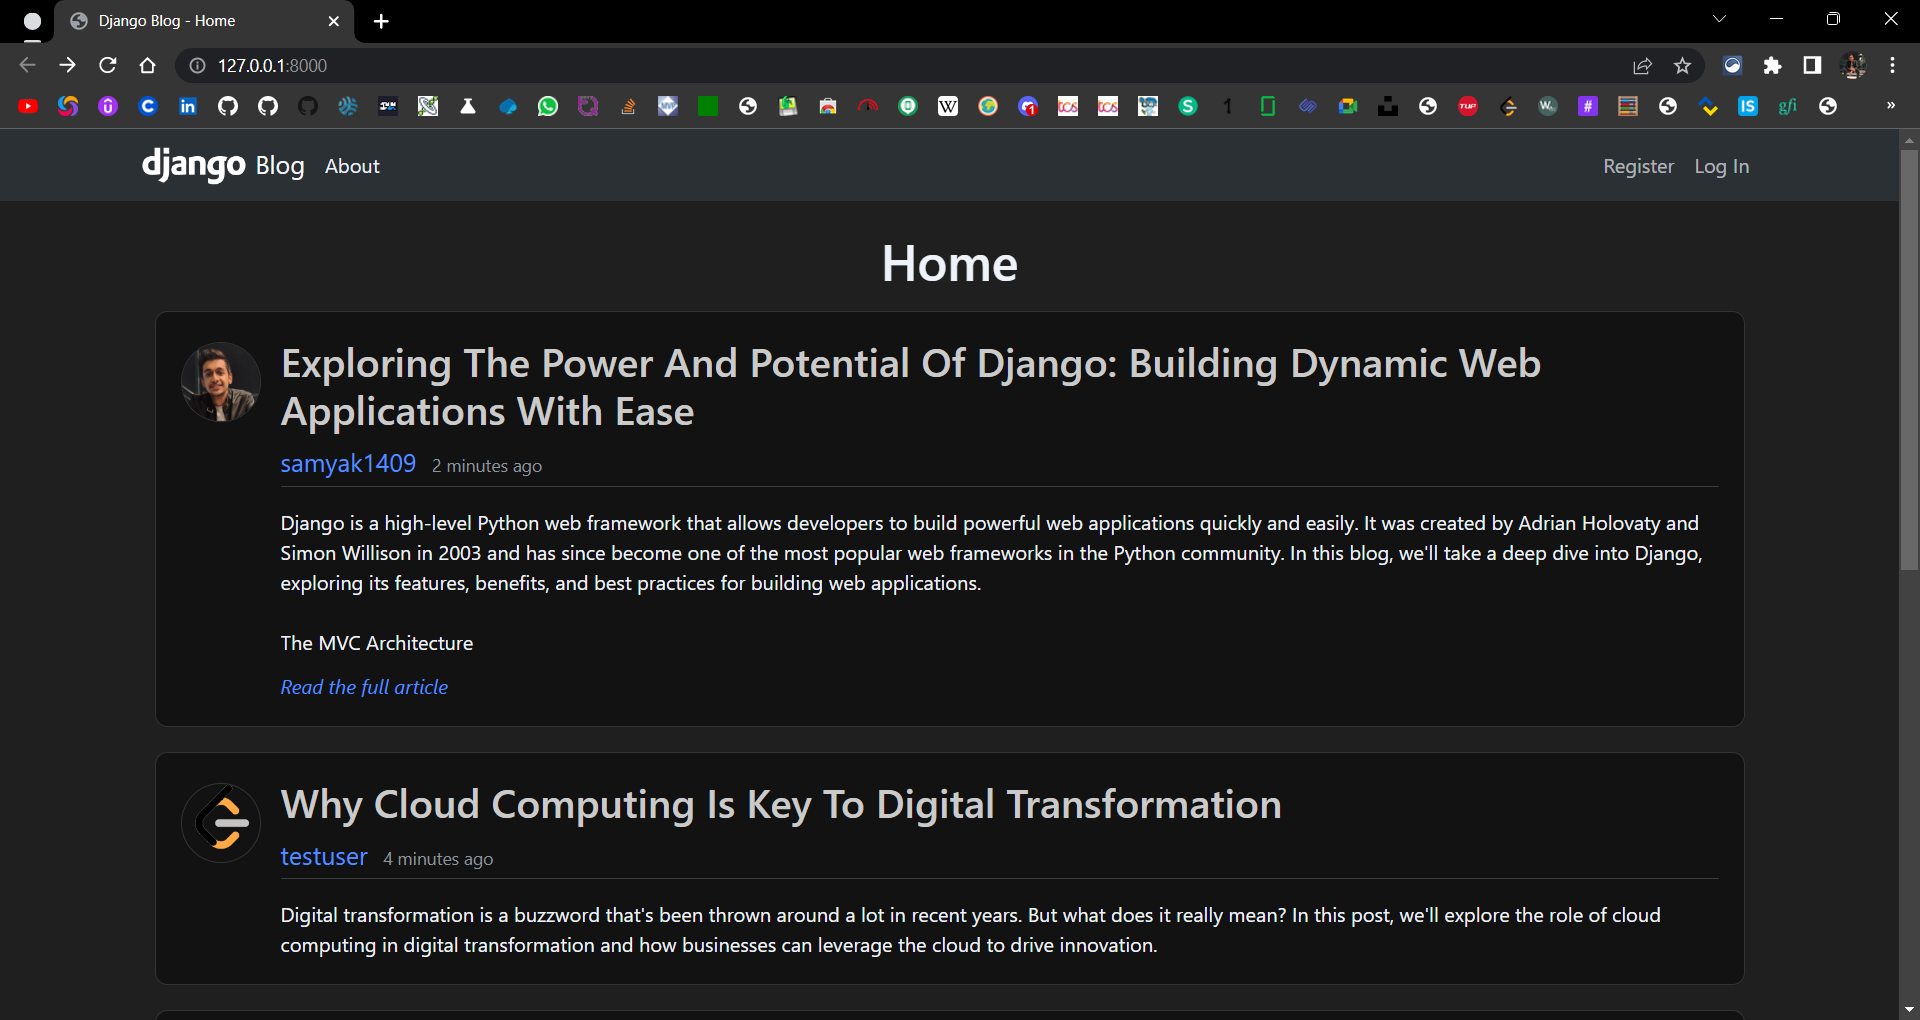 Django Blog - Home
127.0.0.1:8000
django Blog About Register Log In
Home
Exploring The Power And Potential Of Django: Building Dynamic Web
Applications With Ease
samyak1409 2 minutes ago
Django is a high-level Python web framework that allows developers to build powerful web applications quickly and easily. It was created by Adrian Holovaty and
Simon Willison in 2003 and has since become one of the most popular web frameworks in the Python community. In this blog, we'll take a deep dive into Django,
exploring its features, benefits, and best practices for building web applications.
The MVC Architecture
Read the full article
Why Cloud Computing Is Key To Digital Transformation
testuser 4 minutes ago
Digital transformation is a buzzword that's been thrown around a lot in recent years. But what does it really mean? In this post, we'll explore the role of cloud
computing in digital transformation and how businesses can leverage the cloud to drive innovation.